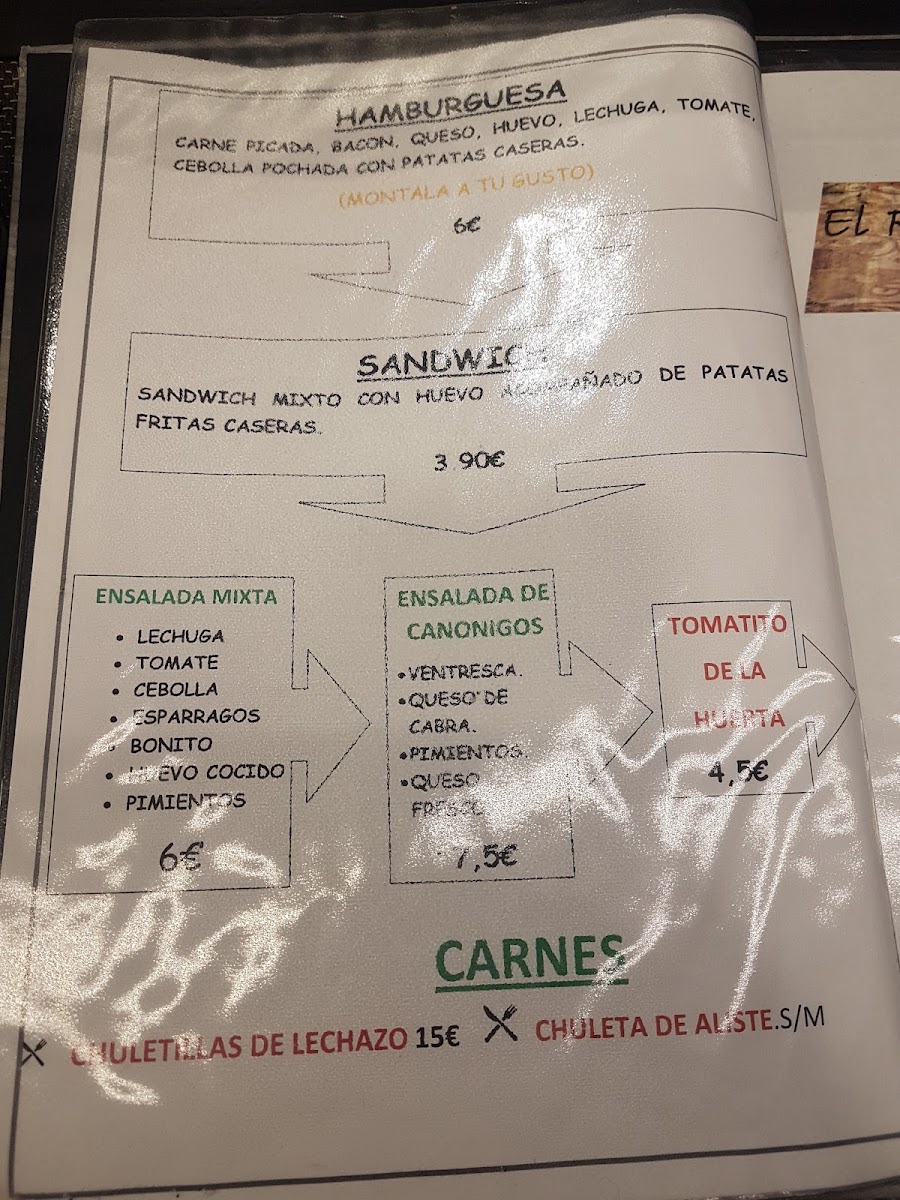 HAMBURGUESA
CARNE PICADA, BACON, QUESO, HUEVO, LECHUGA, TOMATE,
CEBOLLA POCHADA CON PATATAS CASERAS.
(MONTALA A TU GUSTO)
6€
SANDWICH
SANDWICH MIXTO CON HUEVO ACOMPAÑADO DE PATATAS
FRITAS CASERAS.
3.90€
ENSALADA MIXTA
• LECHUGA
• TOMATE
• CEBOLLA
• ESPARRAGOS
• BONITO
• HUEVO COCIDO
• PIMIENTOS
6€
ENSALADA DE
CANONIGOS
•VENTRESCA.
•QUESO DE
CABRA.
•PIMIENTOS.
•QUESO
FRESCO
7,5€
TOMATITO
DE LA
HUERTA
4,5€
CARNES
CHULETILLAS DE LECHAZO 15€
CHULETA DE ALISTE.S/M
EL